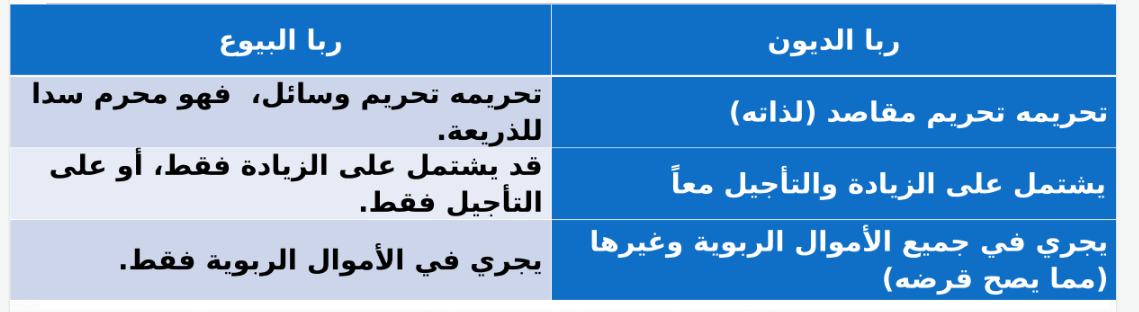 ربا الديون
ربا البيوع
تحريمه تحريم مقاصد (لذاته)
تحريمه تحريم وسائل، فهو محرم سدا
للذريعة.
يشتمل على الزيادة والتأجيل معاً
قد يشتمل على الزيادة فقط، أو على
التأجيل فقط.
يجري في جميع الأموال الربوية وغيرها
(مما يصح قرضه)
يجري في الأموال الربوية فقط.